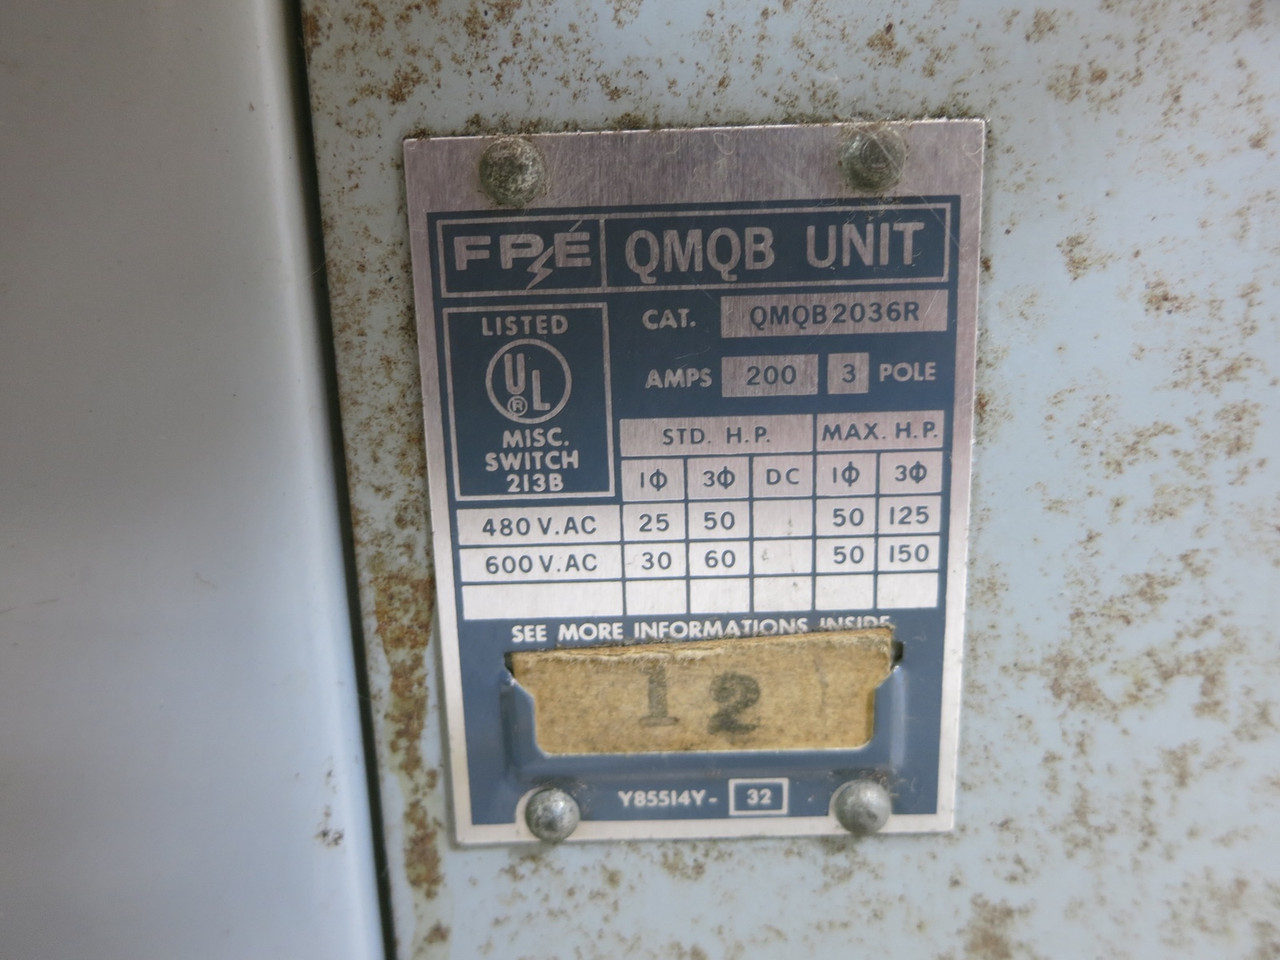 FPE QMQB UNIT
LISTED
UL
®
MISC.
SWITCH
213B
CAT. QMQB2036R
AMPS 200 3 POLE
STD. H.P. MAX. H.P.
1Φ 3Φ DC 1Φ 3Φ
480 V.AC 25 50 50 125
600 V.AC 30 60 50 150
SEE MORE INFORMATIONS INSIDE
12
Y85514Y- 32